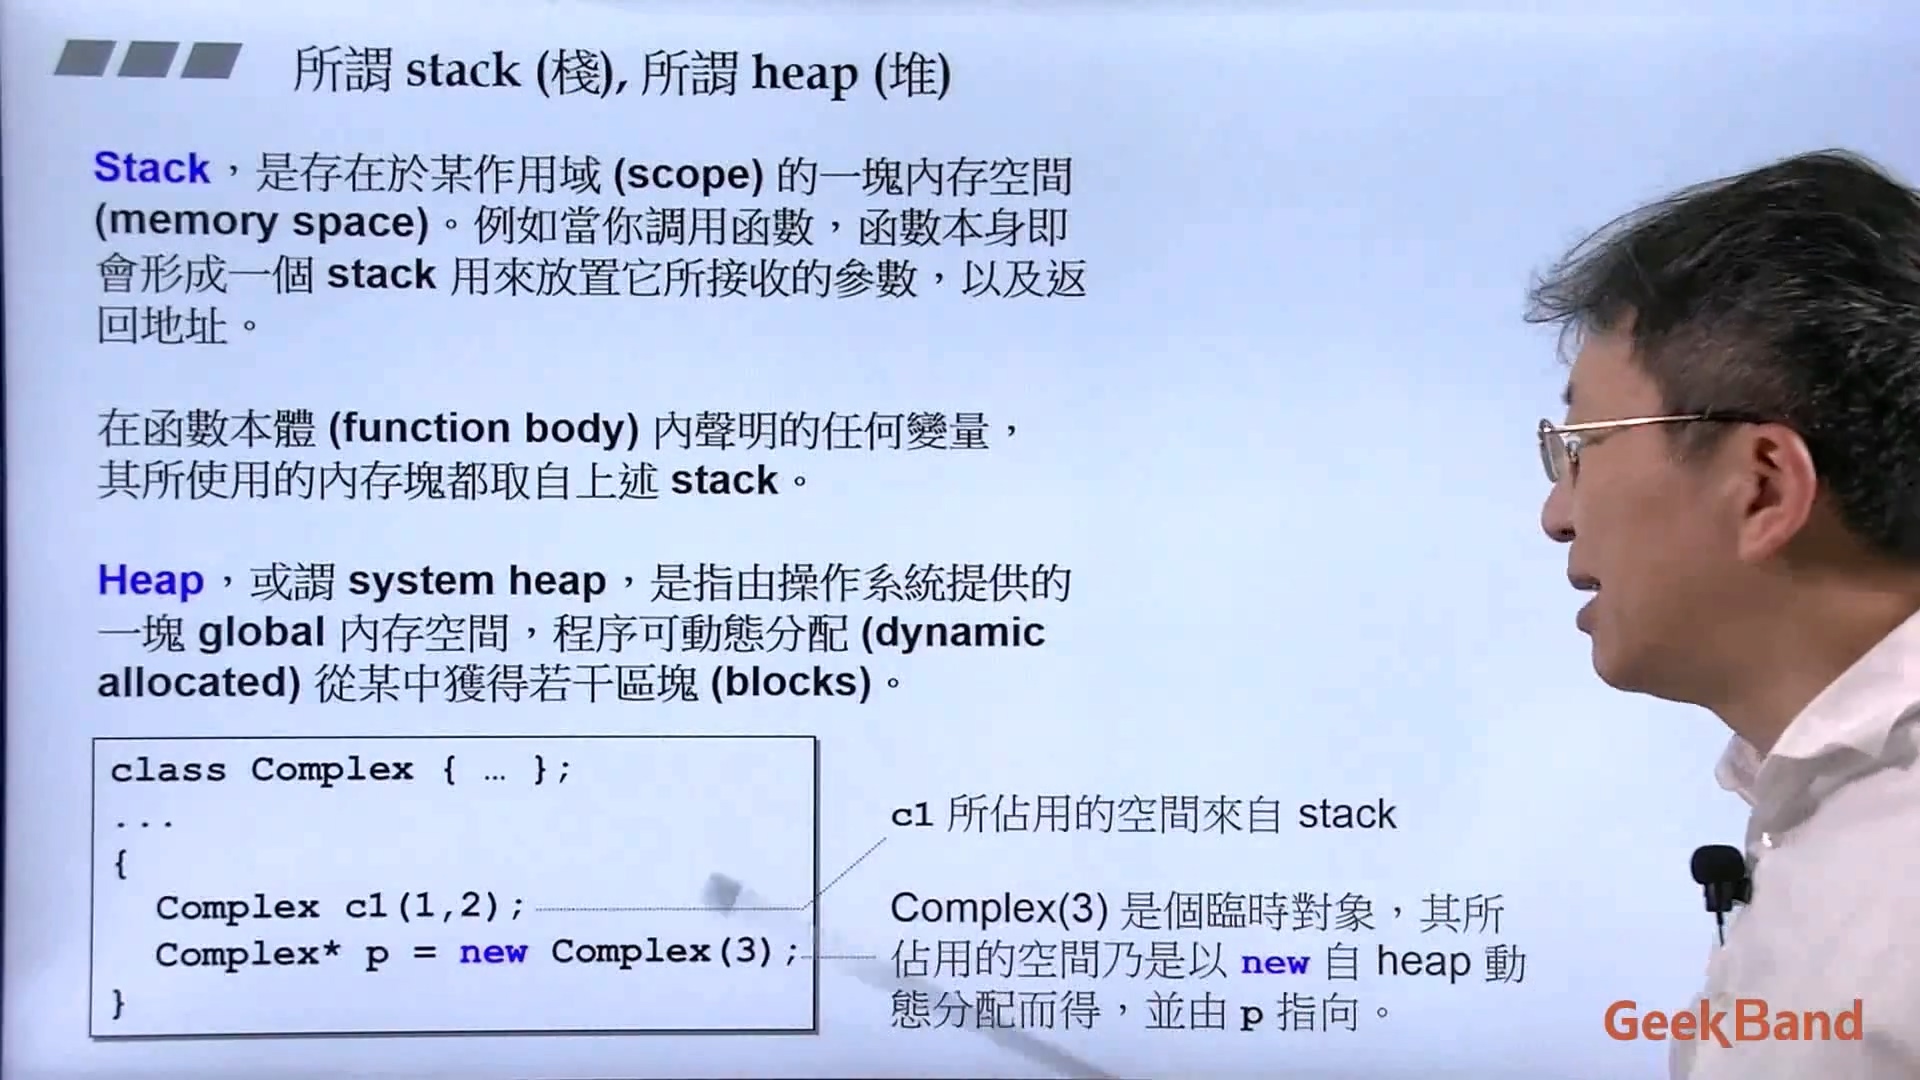 所謂 stack (棧), 所謂 heap (堆)
Stack，是存在於某作用域 (scope) 的一塊內存空間
(memory space)。例如當你調用函數，函數本身即
會形成一個 stack 用來放置它所接收的參數，以及返
回地址。
在函數本體 (function body) 內聲明的任何變量，
其所使用的內存塊都取自上述 stack。
Heap，或謂 system heap，是指由操作系統提供的
一塊 global 內存空間，程序可動態分配 (dynamic
allocated) 從某中獲得若干區塊 (blocks)。
class Complex { … };
...
{
Complex c1(1,2);
Complex* p = new Complex(3);
}
c1 所佔用的空間來自 stack
Complex(3) 是個臨時對象，其所
佔用的空間乃是以 new 自 heap 動
態分配而得，並由 p 指向。
GeekBand